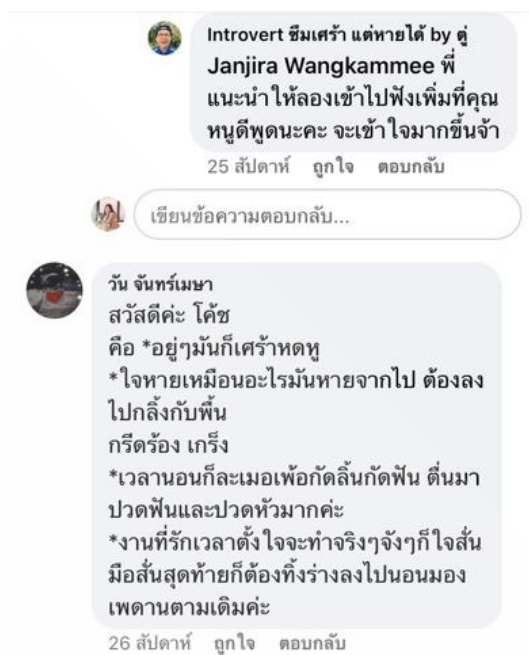 Introvert ซึมเศร้า แต่หายได้ by ตู่
Janjira Wangkammee พี่
แนะนำให้ลองเข้าไปฟังเพิ่มที่คุณ
หนูดีพูดนะคะ จะเข้าใจมากขึ้นจ้า
25 สัปดาห์ ถูกใจ ตอบกลับ
เขียนข้อความตอบกลับ...
วัน จันทร์เมษา
สวัสดีค่ะ โค้ช
คือ *อยู่ๆมันก็เศร้าหดหู
*ใจหายเหมือนอะไรมันหายจากไป ต้องลง
ไปกลิ้งกับพื้น
กรีดร้อง เกร็ง
*เวลานอนก็ละเมอเพ้อกัดลิ้นกัดฟัน ตื่นมา
ปวดฟันและปวดหัวมากค่ะ
*งานที่รักเวลาตั้งใจจะทำจริงๆจังๆก็ใจสั่น
มือสั่นสุดท้ายก็ต้องทิ้งร่างลงไปนอนมอง
เพดานตามเดิมค่ะ
26 สัปดาห์ ถูกใจ ตอบกลับ